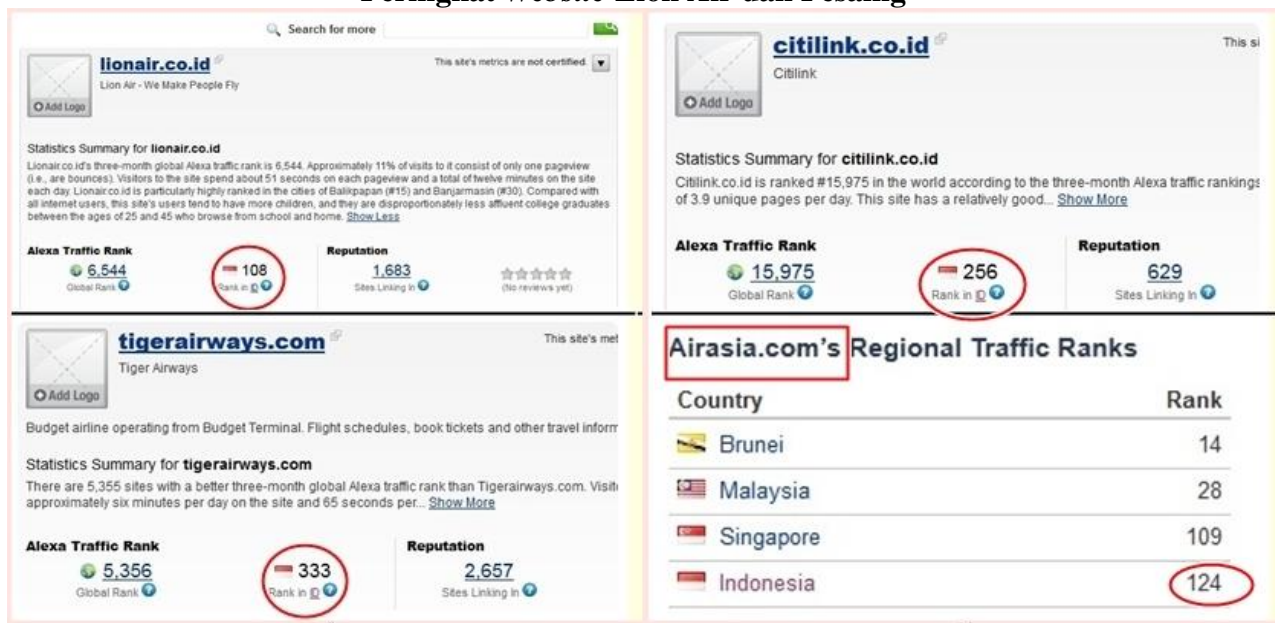 Peringkat Website Lion Air dan Pesaing
Search for more
lionair.co.id
This site's metrics are not certified.
Lion Air - We Make People Fly
Add Logo
Statistics Summary for lionair.co.id
Lionair.co.id's three-month global Alexa traffic rank is 6,544. Approximately 11% of visits to it consist of only one pageview
(i.e., are bounces). Visitors to the site spend about 51 seconds on each pageview and a total of twelve minutes on the site
each day. Lionair.co.id is particularly highly ranked in the cities of Balikpapan (#15) and Banjarmasin (#30). Compared with
all internet users, this site's users tend to have more children, and they are disproportionately less affluent college graduates
between the ages of 25 and 45 who browse from school and home. Show Less
Alexa Traffic Rank
Reputation
6,544
108
1,683
Global Rank
Rank in ID
Sites Linking In
(No reviews yet)
citilink.co.id
This si
Citilink
Add Logo
Statistics Summary for citilink.co.id
Citilink.co.id is ranked #15,975 in the world according to the three-month Alexa traffic rankings
of 3.9 unique pages per day. This site has a relatively good... Show More
Alexa Traffic Rank
Reputation
15,975
256
629
Global Rank
Rank in ID
Sites Linking In
tigerairways.com
This site's met
Tiger Airways
Add Logo
Budget airline operating from Budget Terminal. Flight schedules, book tickets and other travel inform
Statistics Summary for tigerairways.com
There are 5,355 sites with a better three-month global Alexa traffic rank than Tigerairways.com. Visit
approximately six minutes per day on the site and 65 seconds per... Show More
Alexa Traffic Rank
Reputation
5,356
333
2,657
Global Rank
Rank in ID
Sites Linking In
Airasia.com's Regional Traffic Ranks
Country Rank
Brunei 14
Malaysia 28
Singapore 109
Indonesia 124